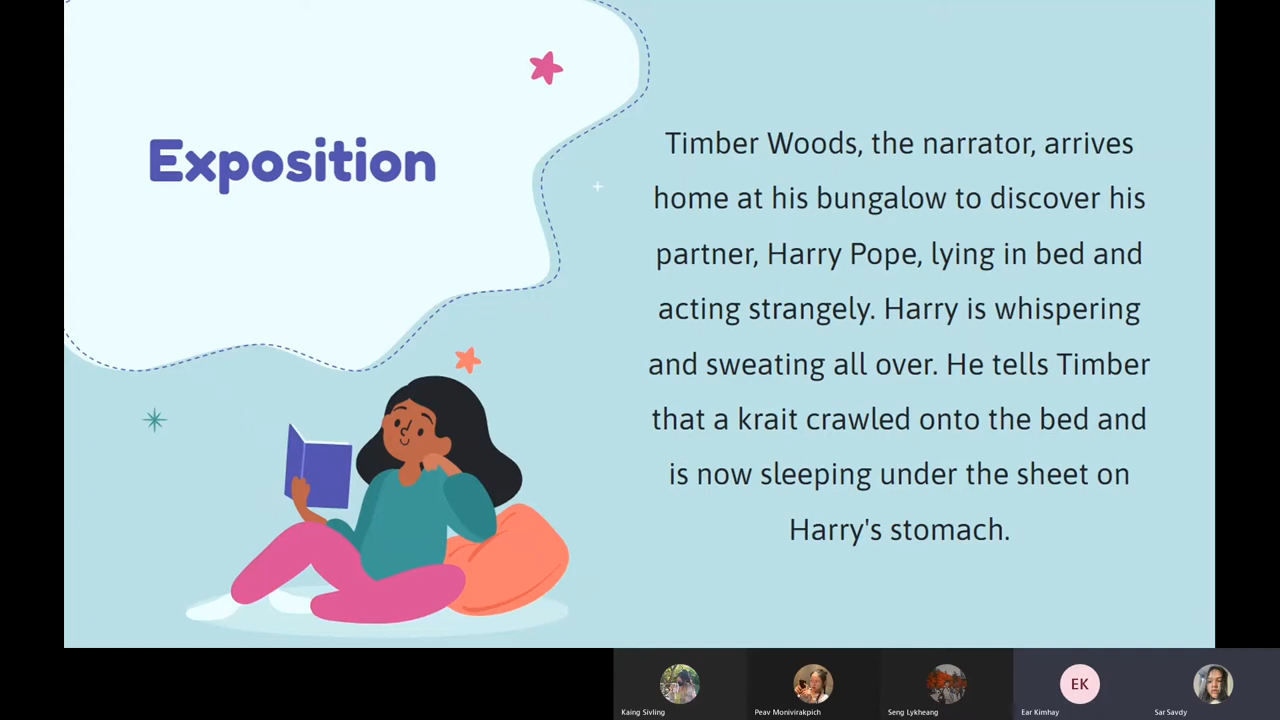 Exposition
Timber Woods, the narrator, arrives
home at his bungalow to discover his
partner, Harry Pope, lying in bed and
acting strangely. Harry is whispering
and sweating all over. He tells Timber
that a krait crawled onto the bed and
is now sleeping under the sheet on
Harry's stomach.
EK
Kaing Sivling
Peav Monivirakpich
Seng Lykheang
Ear Kimhay
Sar Savdy